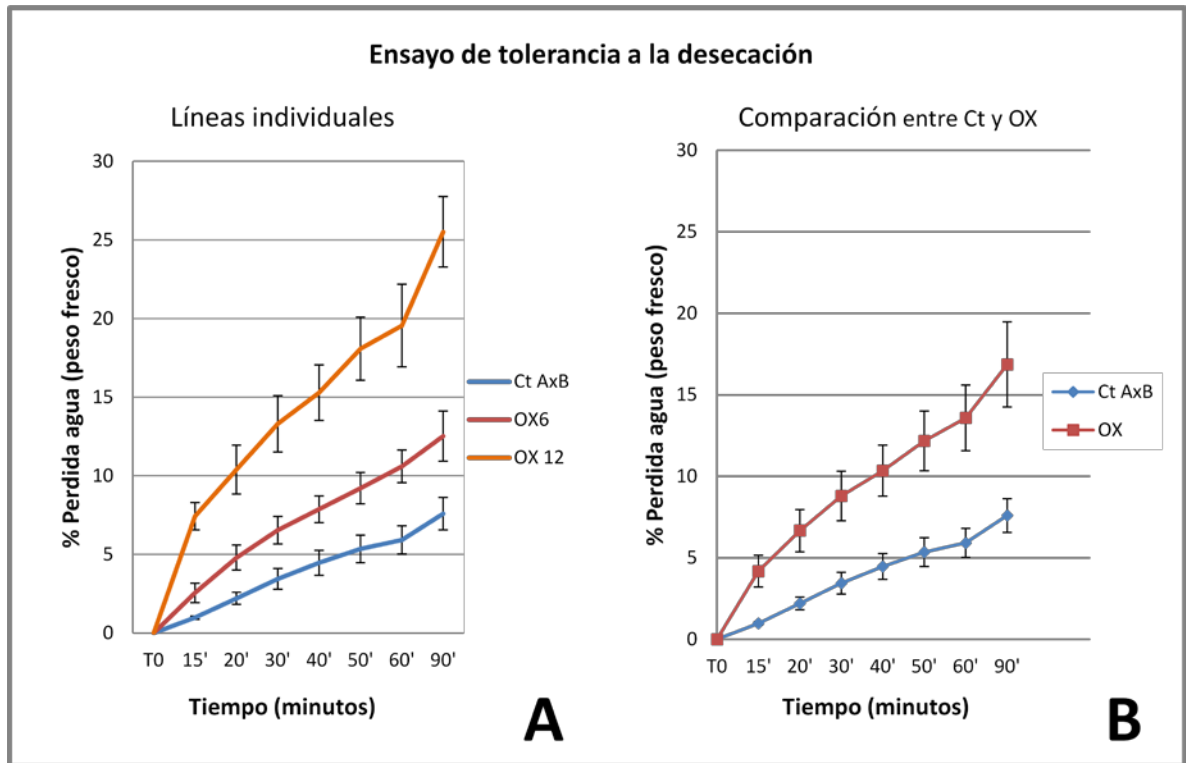 Ensayo de tolerancia a la desecación
Líneas individuales
% Perdida agua (peso fresco)
30
25
20
15
10
5
0
T0 15' 20' 30' 40' 50' 60' 90'
Tiempo (minutos)
Ct AxB
OX6
OX 12
A
Comparación entre Ct y OX
% Perdida agua (peso fresco)
30
25
20
15
10
5
0
T0 15' 20' 30' 40' 50' 60' 90'
Tiempo (minutos)
Ct AxB
OX
B